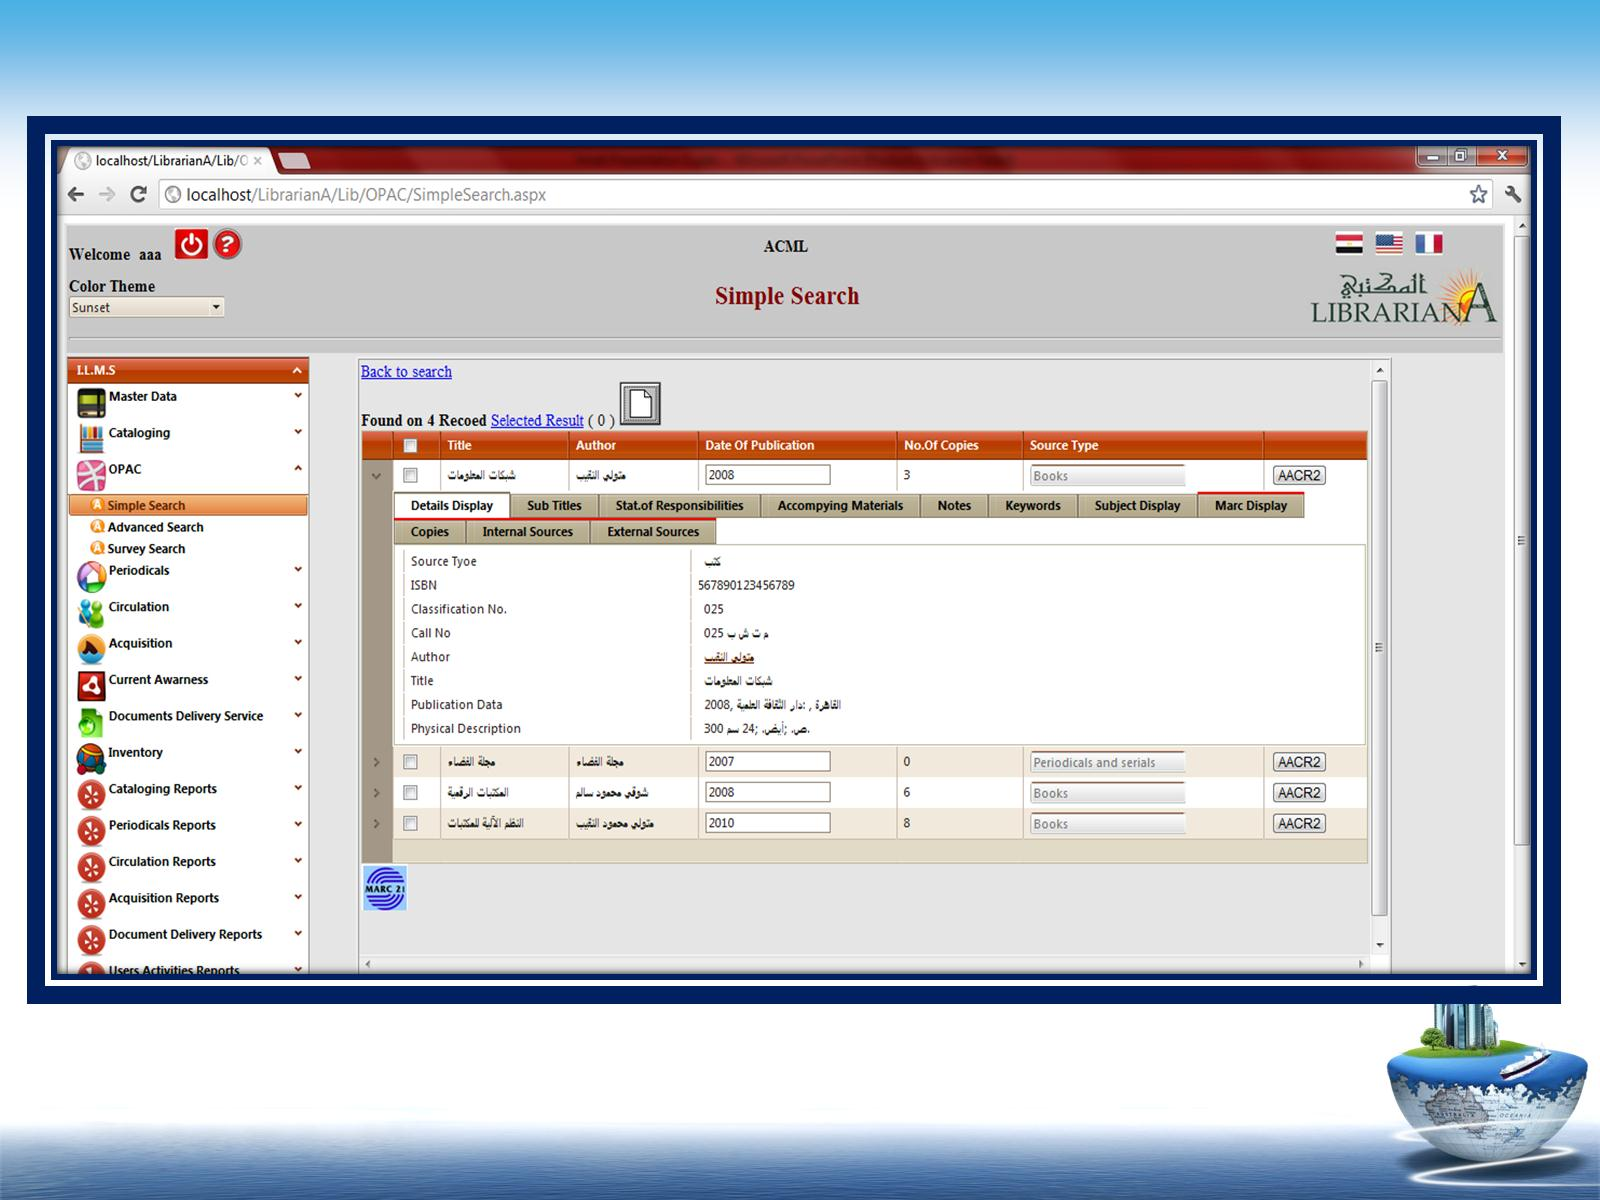 localhost/LibrarianA/Lib/O
localhost/LibrarianA/Lib/OPAC/SimpleSearch.aspx
Welcome aaa
ACML
Color Theme
Sunset
Simple Search
المكتبي
LIBRARIANA
I.L.M.S
Master Data
Cataloging
OPAC
Simple Search
Advanced Search
Survey Search
Periodicals
Circulation
Acquisition
Current Awarness
Documents Delivery Service
Inventory
Cataloging Reports
Periodicals Reports
Circulation Reports
Acquisition Reports
Document Delivery Reports
Users Activities Reports
Back to search
Found on 4 Recoed Selected Result ( 0 )
Title Author Date Of Publication No.Of Copies Source Type
شبكات المعلومات متولي النقيب 2008 3 Books AACR2
Details Display Sub Titles Stat.of Responsibilities Accompying Materials Notes Keywords Subject Display Marc Display
Copies Internal Sources External Sources
Source Tyoe كتب
ISBN 567890123456789
Classification No. 025
Call No 025 م ت ش ب
Author متولي النقيب
Title شبكات المعلومات
Publication Data القاهرة , :دار الثقافة العلمية ,2008
Physical Description 300 ص. ;أيض. ;24 سم.
مجلة الفضاء مجلة الفضاء 2007 0 Periodicals and serials AACR2
المكتبات الرقمية شوقي محمود سالم 2008 6 Books AACR2
النظم الآلية للمكتبات متولي محمود النقيب 2010 8 Books AACR2
MARC 21
AUSTRALIA
OCEANIA